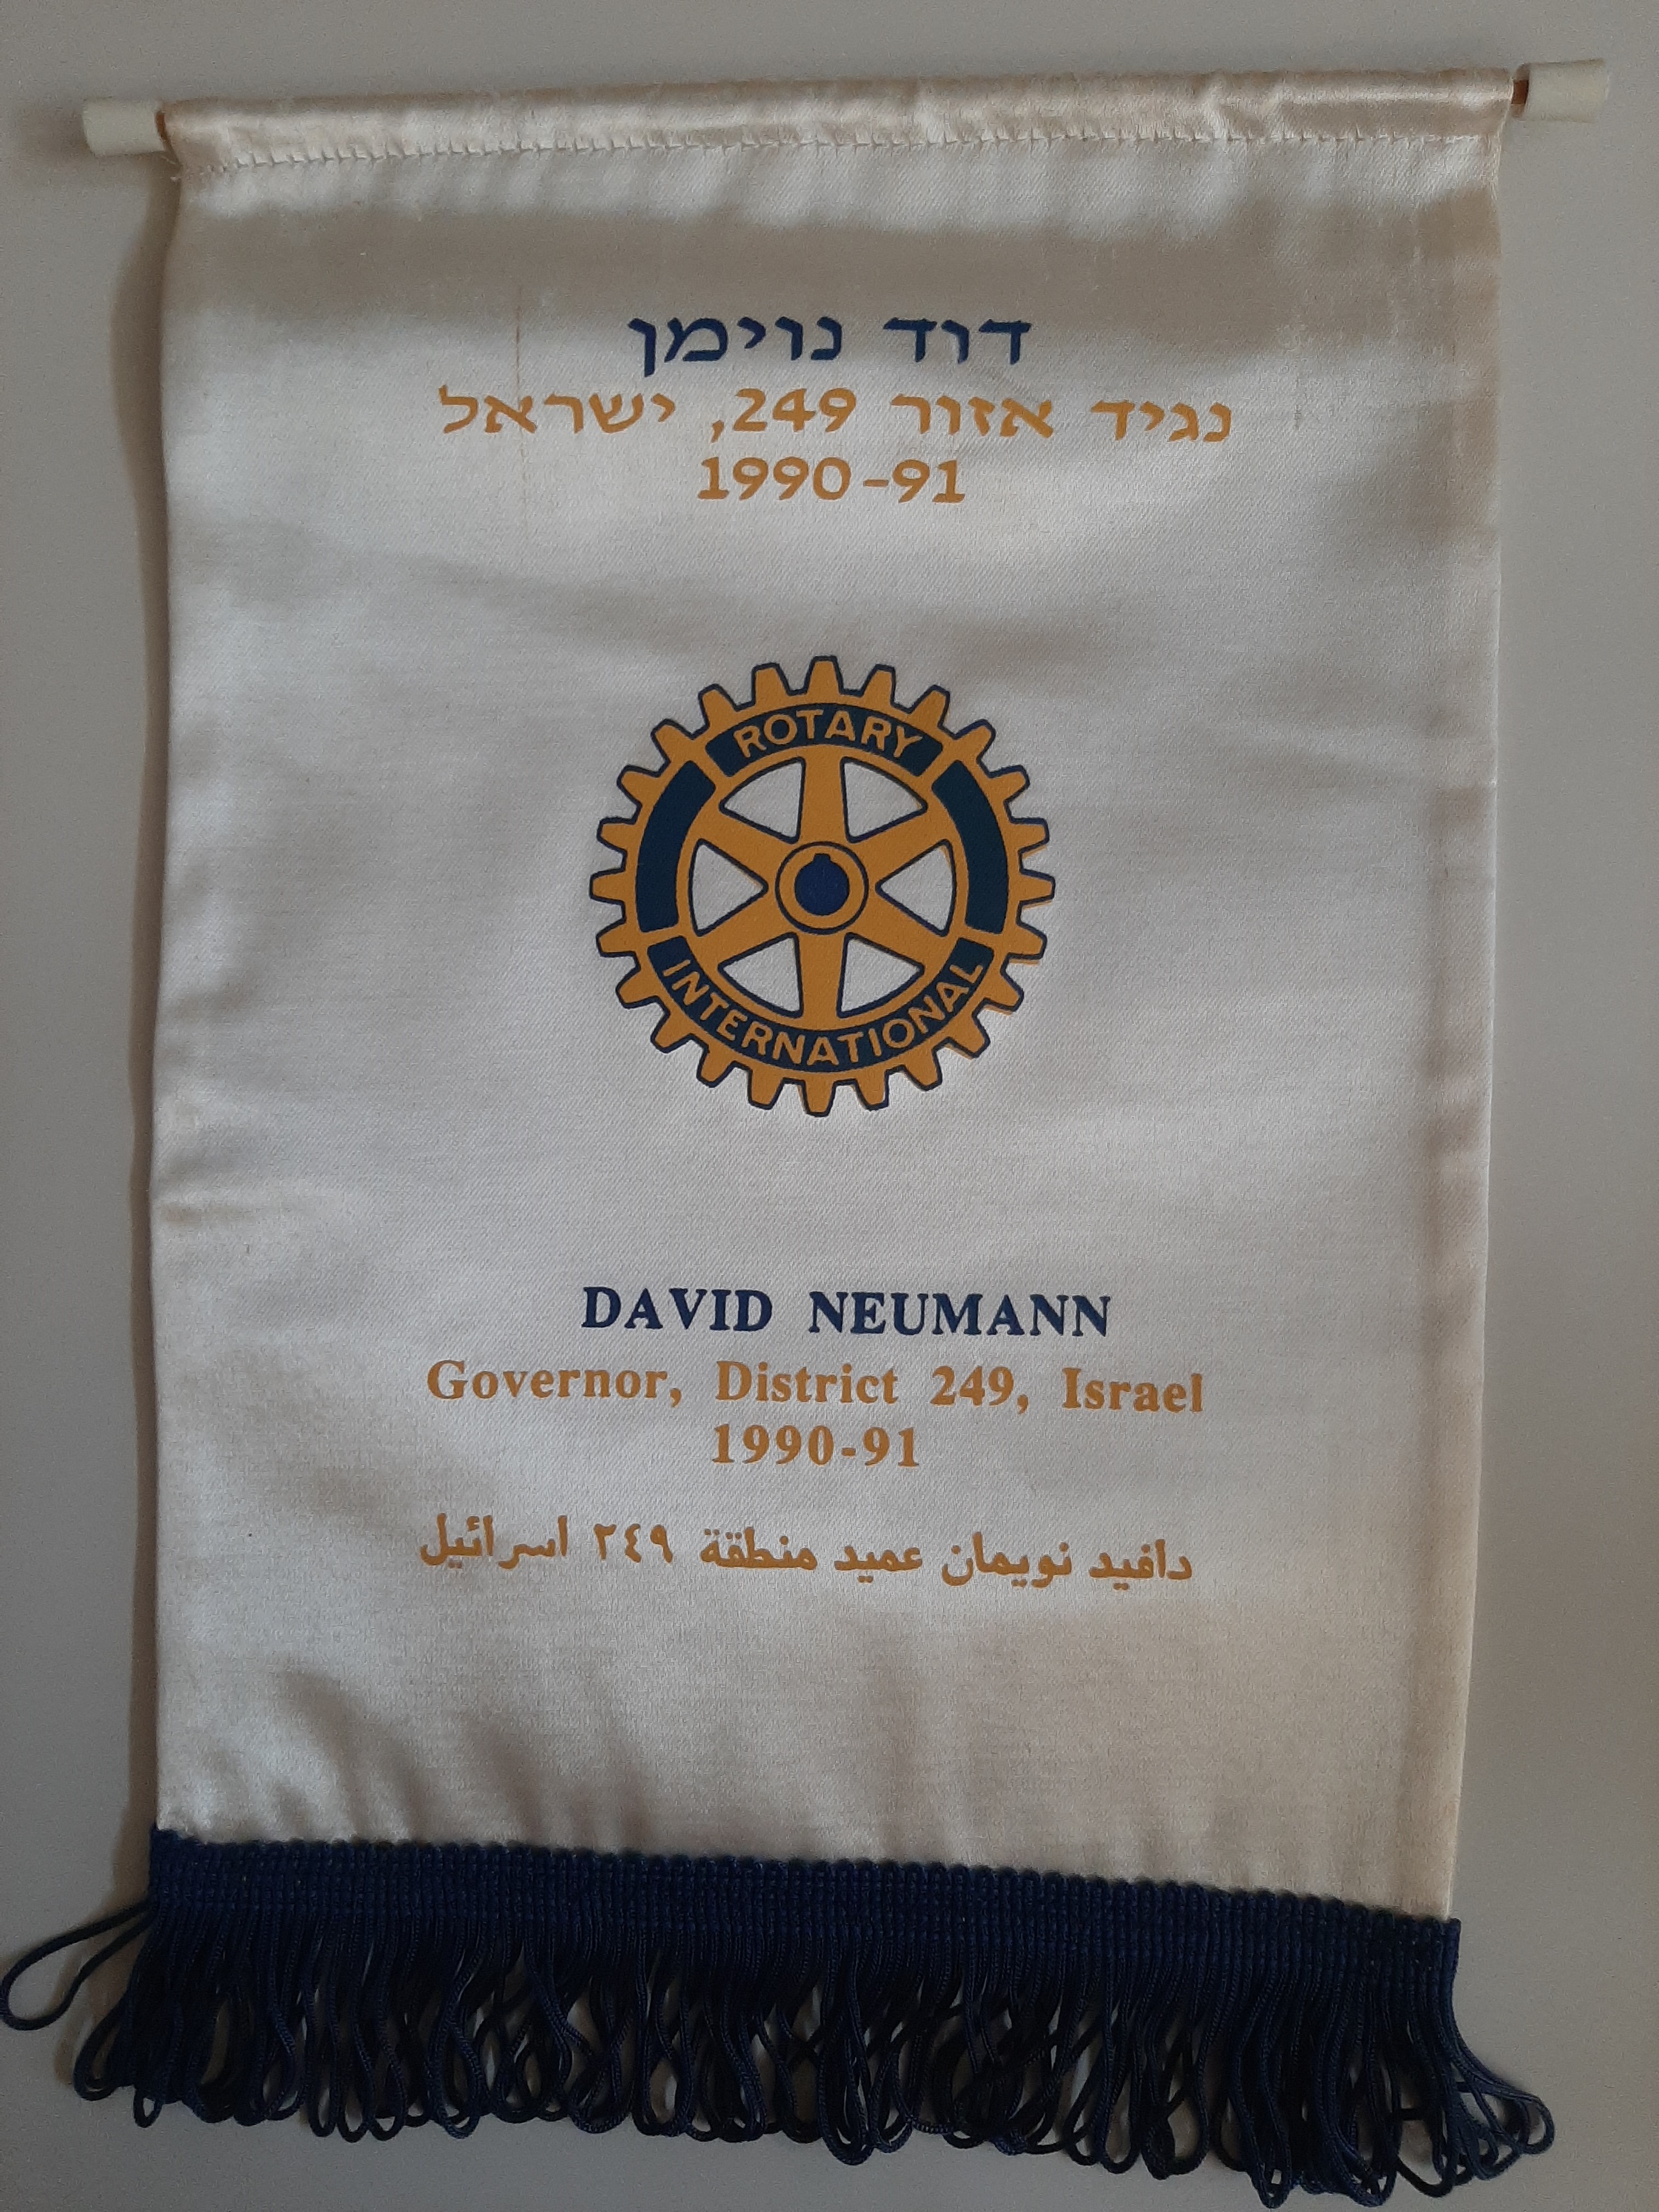 דוד נוימן
נגיד אזור 249, ישראל
1990-91
ROTARY
INTERNATIONAL
DAVID NEUMANN
Governor, District 249, Israel
1990-91
دافيد نويمان عميد منطقة ٢٤٩ اسرائيل